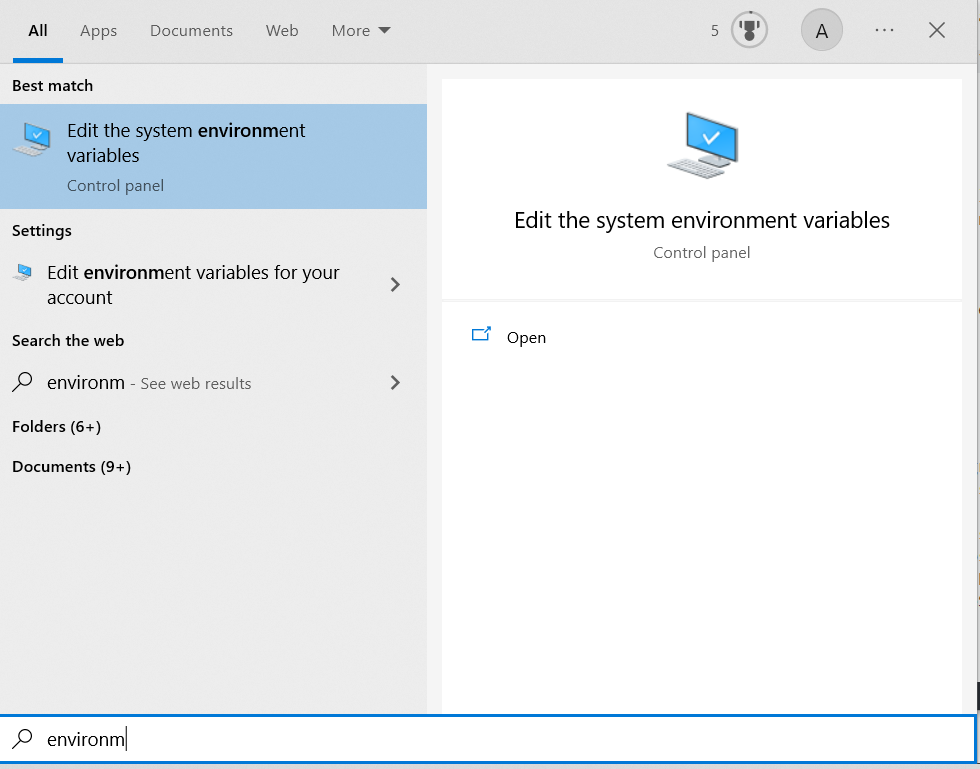 All Apps Documents Web More 5 A ...
Best match
Edit the system environment
variables
Control panel
Settings
Edit environment variables for your
account
Search the web
environm - See web results
Folders (6+)
Documents (9+)
Edit the system environment variables
Control panel
Open
environm